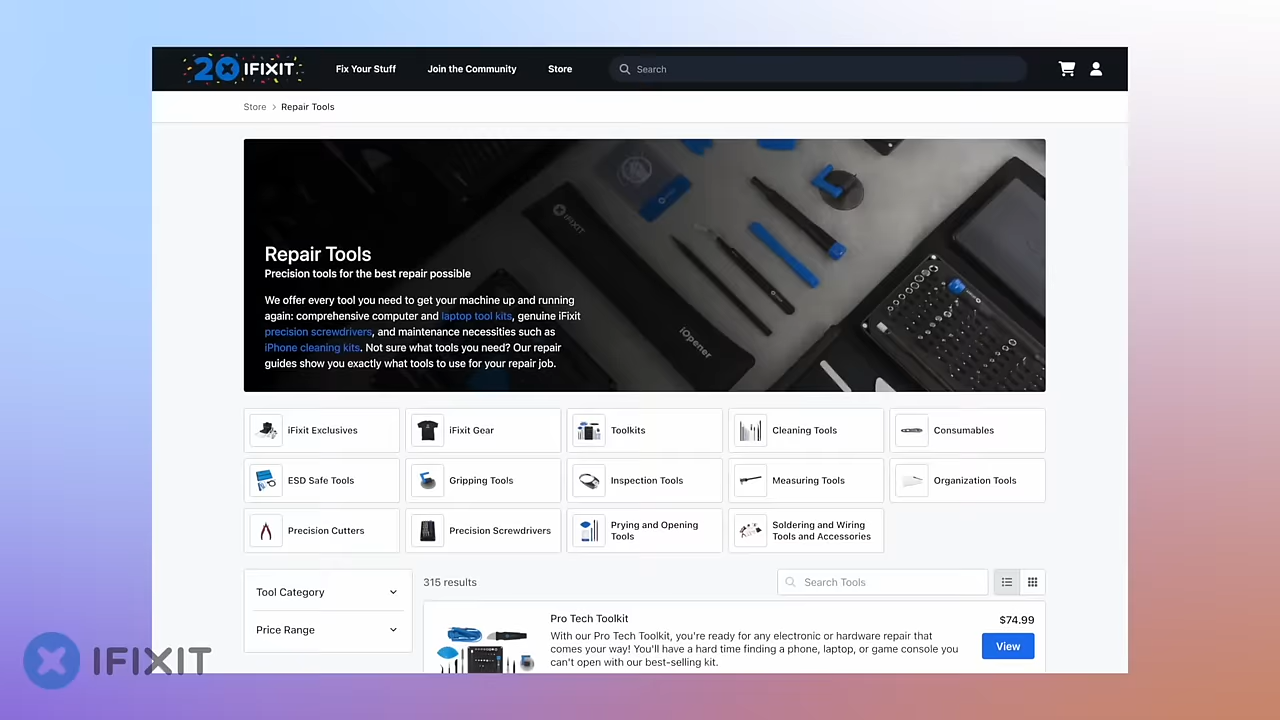 20 IFIXIT
Fix Your Stuff
Join the Community
Store
Search
Store > Repair Tools
IFIXIT
iOpener
Repair Tools
Precision tools for the best repair possible
We offer every tool you need to get your machine up and running
again: comprehensive computer and laptop tool kits, genuine iFixit
precision screwdrivers, and maintenance necessities such as
iPhone cleaning kits. Not sure what tools you need? Our repair
guides show you exactly what tools to use for your repair job.
iFixit Exclusives
iFixit Gear
Toolkits
Cleaning Tools
Consumables
ESD Safe Tools
Gripping Tools
Inspection Tools
Measuring Tools
Organization Tools
Precision Cutters
Precision Screwdrivers
Prying and Opening
Tools
Soldering and Wiring
Tools and Accessories
Tool Category
Price Range
315 results
Search Tools
Pro Tech Toolkit
$74.99
With our Pro Tech Toolkit, you're ready for any electronic or hardware repair that
comes your way! You'll have a hard time finding a phone, laptop, or game console you
can't open with our best-selling kit.
View
IFIXIT